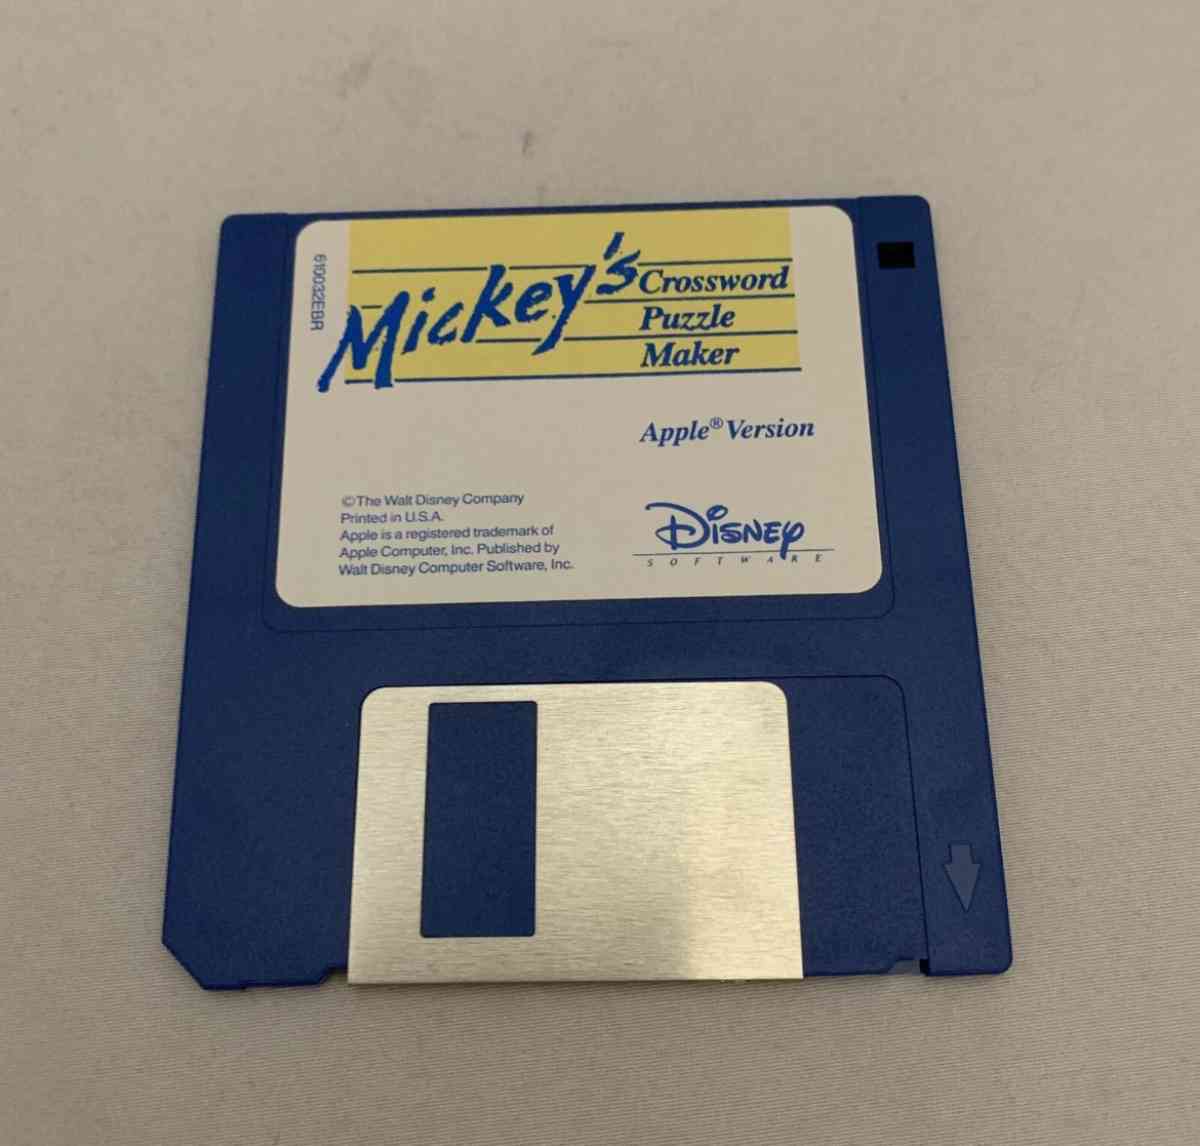 610032EBR
Mickey's Crossword
Puzzle
Maker
Apple® Version
©The Walt Disney Company
Printed in U.S.A.
Apple is a registered trademark of
Apple Computer, Inc. Published by
Walt Disney Computer Software, Inc.
Disney
SOFTWARE